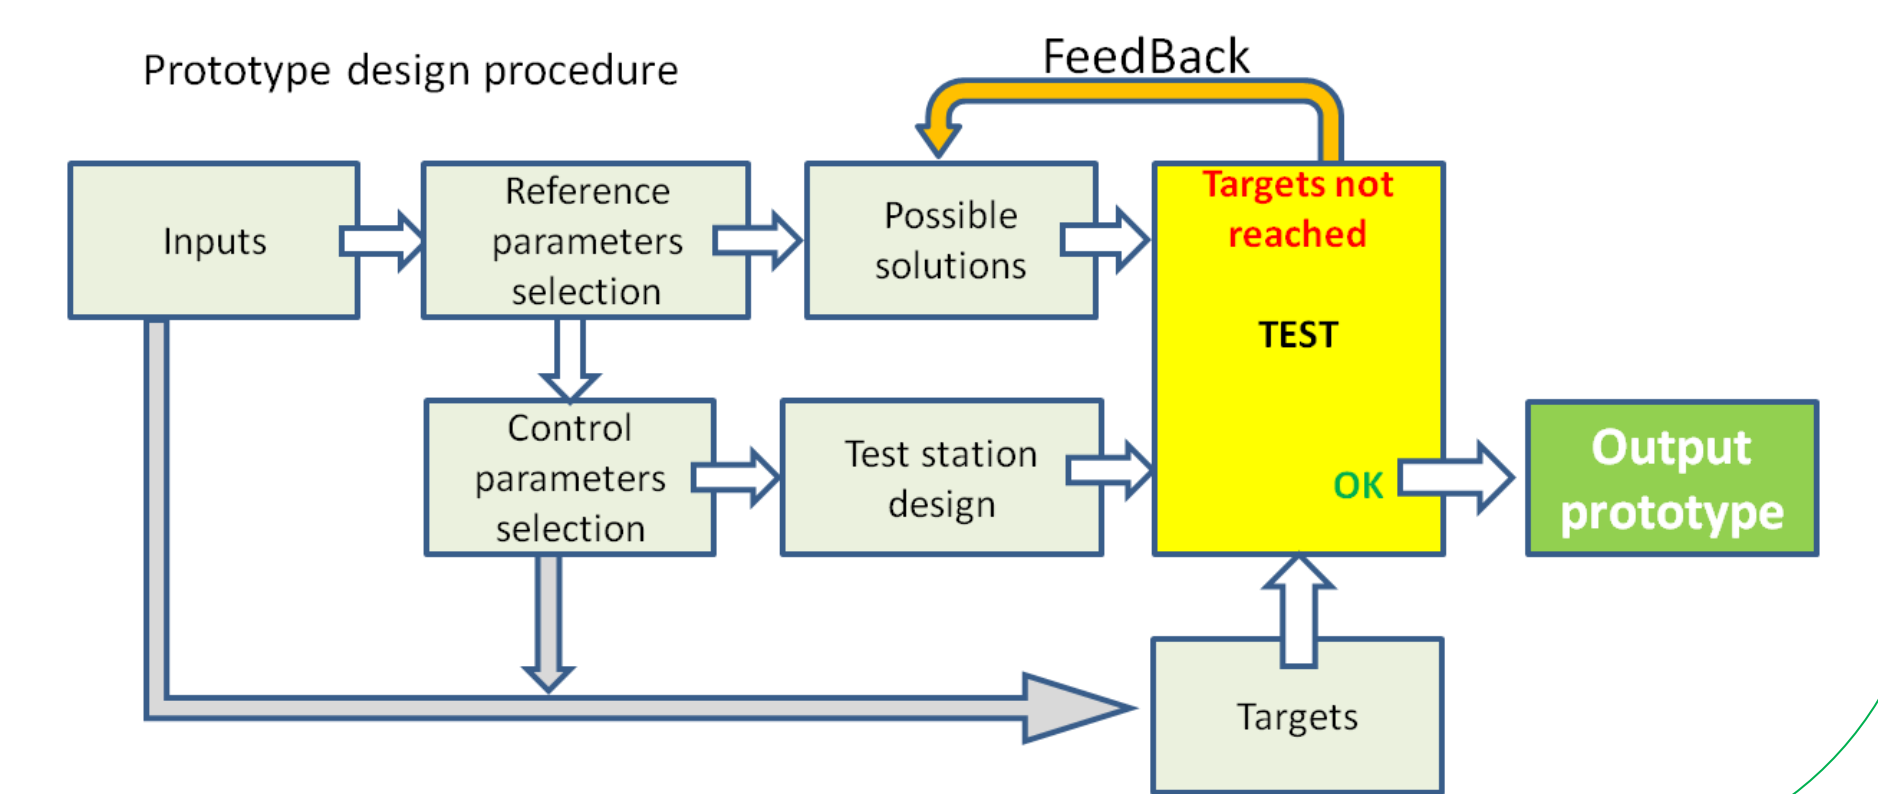 Prototype design procedure
FeedBack
Inputs
Reference
parameters
selection
Possible
solutions
Targets not
reached
TEST
OK
Control
parameters
selection
Test station
design
Output
prototype
Targets